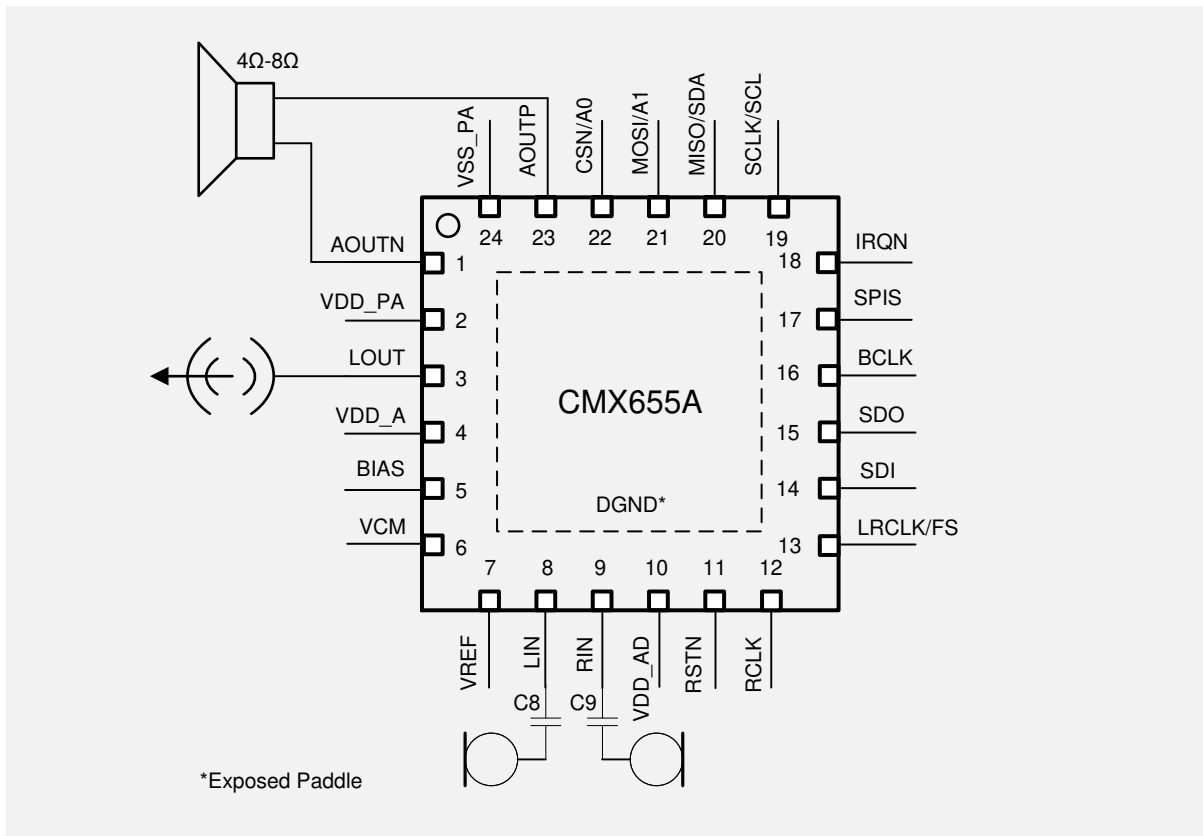 4Ω-8Ω
VSS_PA
AOUTP
CSN/A0
MOSI/A1
MISO/SDA
SCLK/SCL
24
23
22
21
20
19
AOUTN
1
VDD_PA
2
LOUT
3
VDD_A
4
BIAS
5
VCM
6
18
IRQN
17
SPIS
16
BCLK
15
SDO
14
SDI
13
LRCLK/FS
CMX655A
DGND*
7
8
9
10
11
12
VREF
LIN
RIN
VDD_AD
RSTN
RCLK
C8
C9
*Exposed Paddle